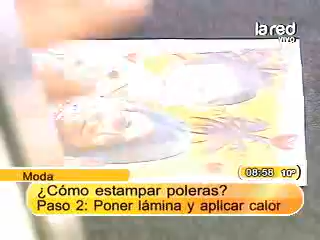 la red
vivo
08:58 10°
Moda
¿Cómo estampar poleras?
Paso 2: Poner lámina y aplicar calor